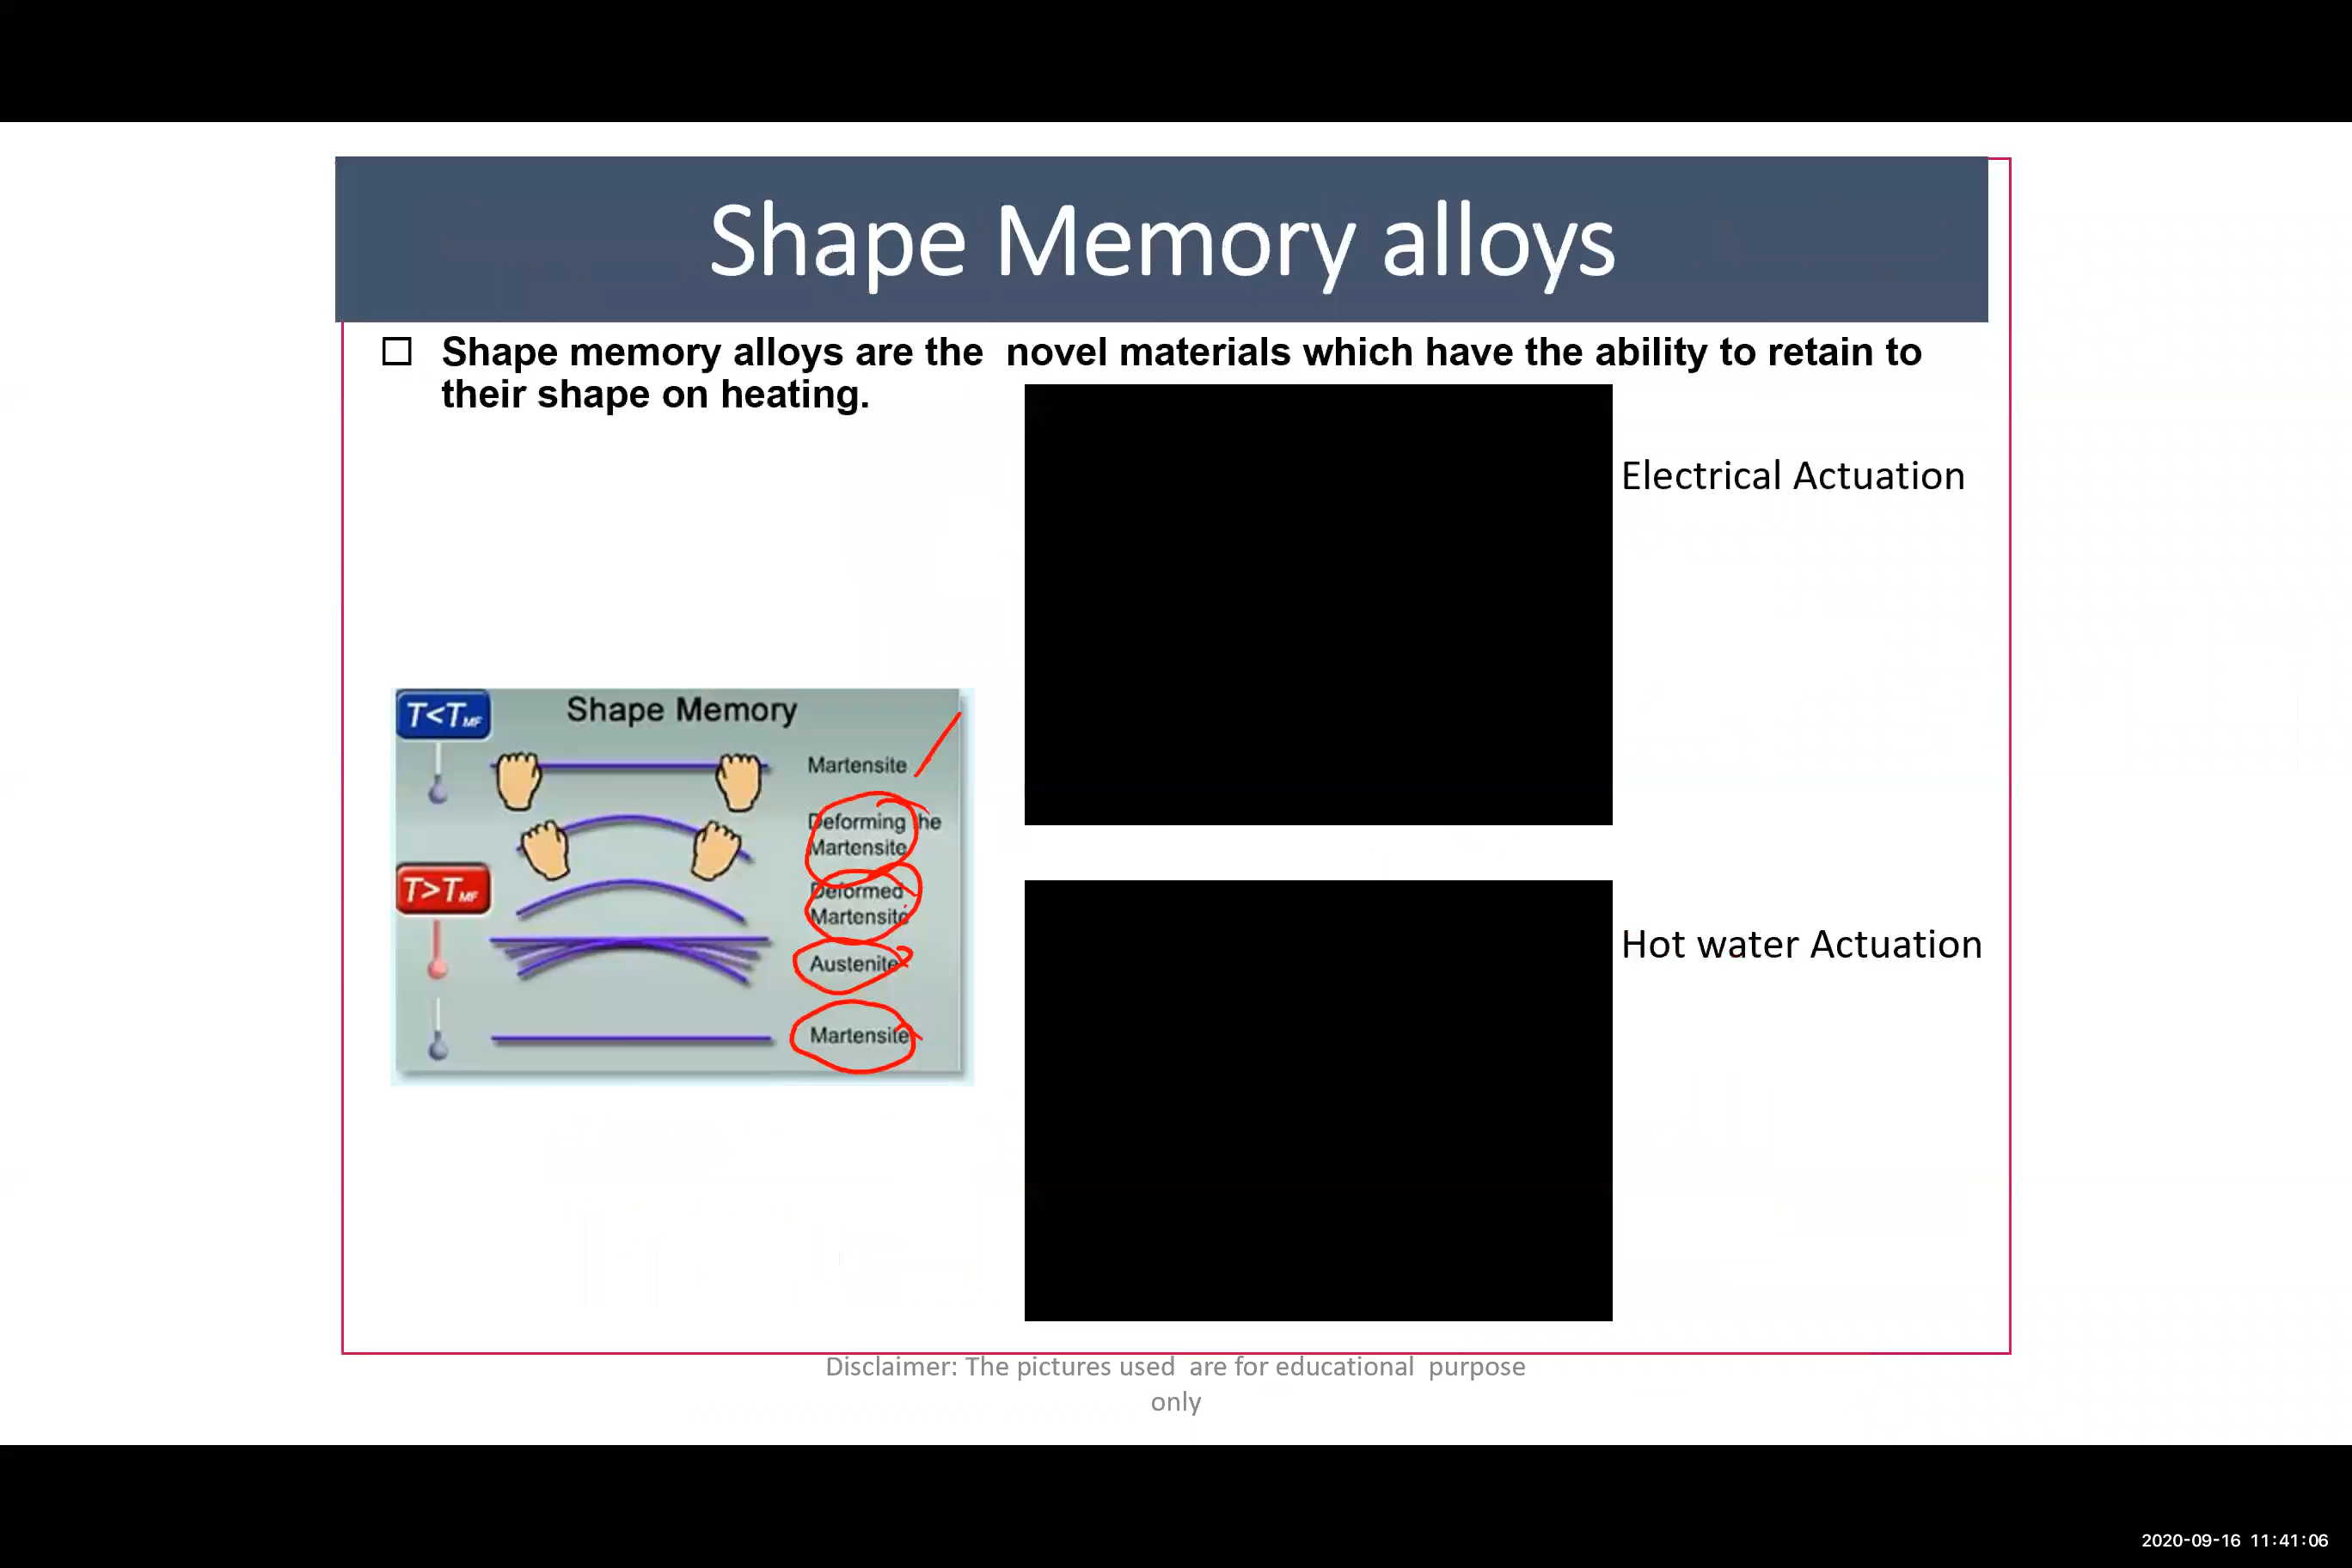 Shape Memory alloys
Shape memory alloys are the novel materials which have the ability to retain to
their shape on heating.
Electrical Actuation
T<TMF
Shape Memory
Martensite
Deforming the
Martensite
T>TMF
Deformed
Martensite
Austenite
Martensite
Hot water Actuation
Disclaimer: The pictures used are for educational purpose
only
2020-09-16 11:41:06